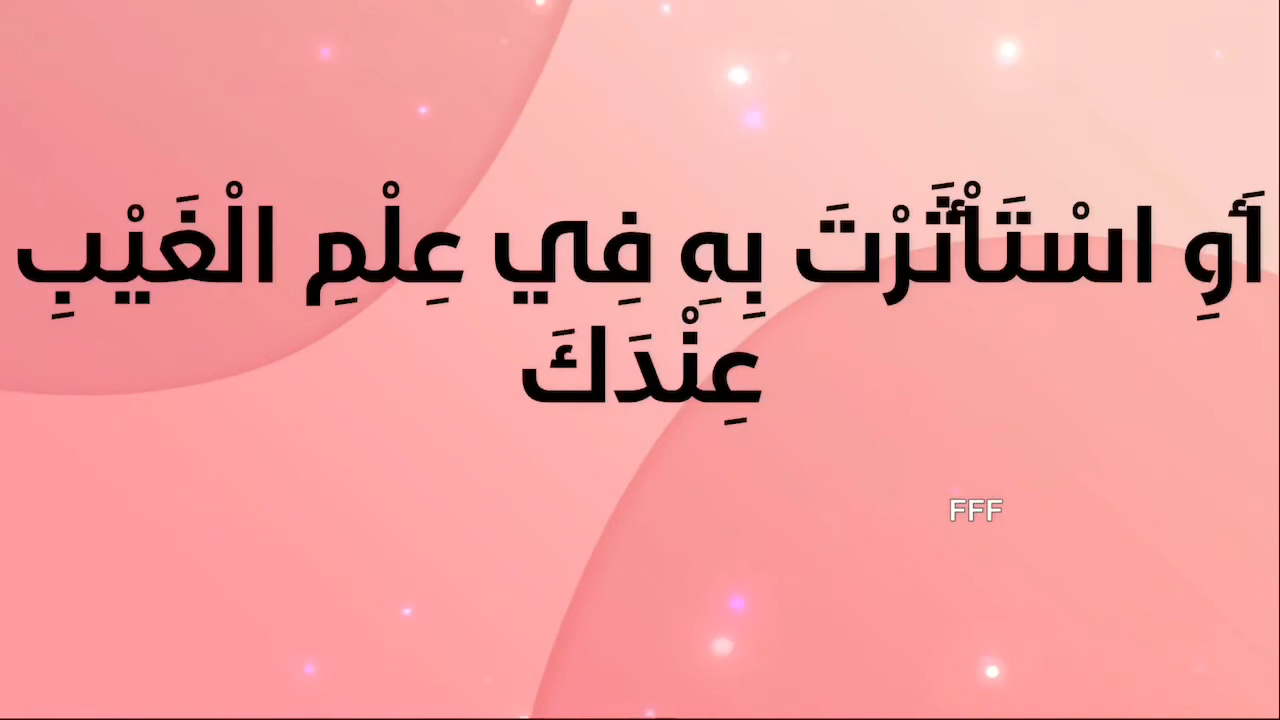 أَوِ اسْتَأْثَرْتَ بِهِ فِي عِلْمِ الْغَيْبِ
عِنْدَكَ
FFF